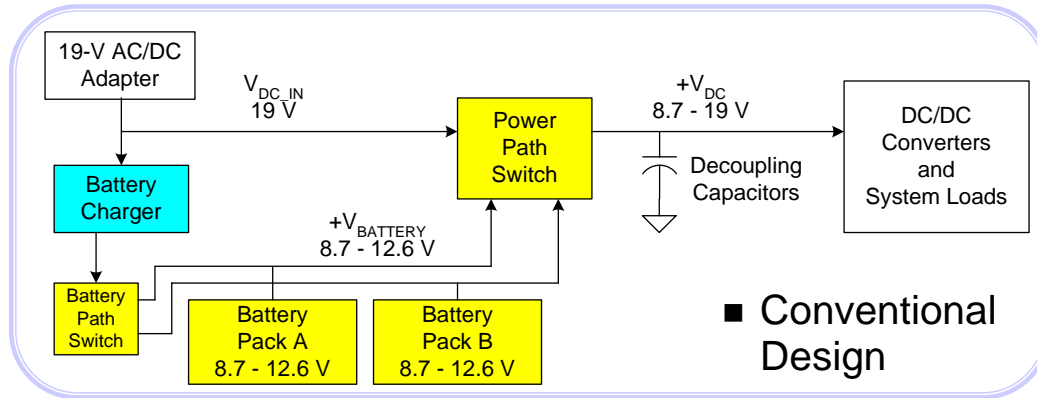 19-V AC/DC
Adapter
V_DC_IN
19 V
+V_DC
8.7 - 19 V
Power
Path
Switch
DC/DC
Converters
and
System Loads
Decoupling
Capacitors
Battery
Charger
+V_BATTERY
8.7 - 12.6 V
Battery
Path
Switch
Battery
Pack A
8.7 - 12.6 V
Battery
Pack B
8.7 - 12.6 V
■ Conventional
Design